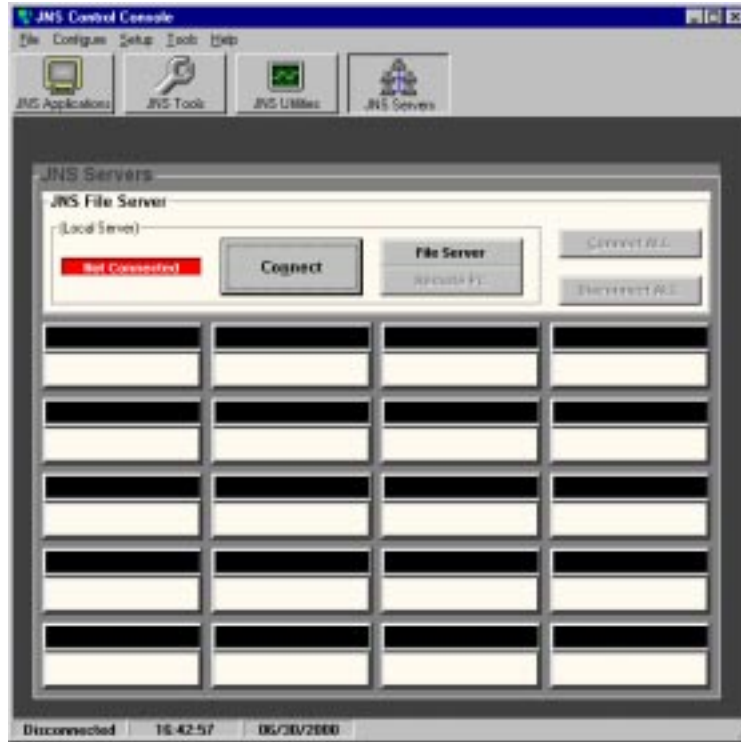 JNS Control Console
File Configure Setup Tools Help
JNS Applications JNS Tools JNS Utilities JNS Servers
JNS Servers
JNS File Server
(Local Server)
Not Connected
Connect
File Server
Remote PC
Connect ALL
Disconnect ALL
Disconnected 16:42:57 06/30/2000